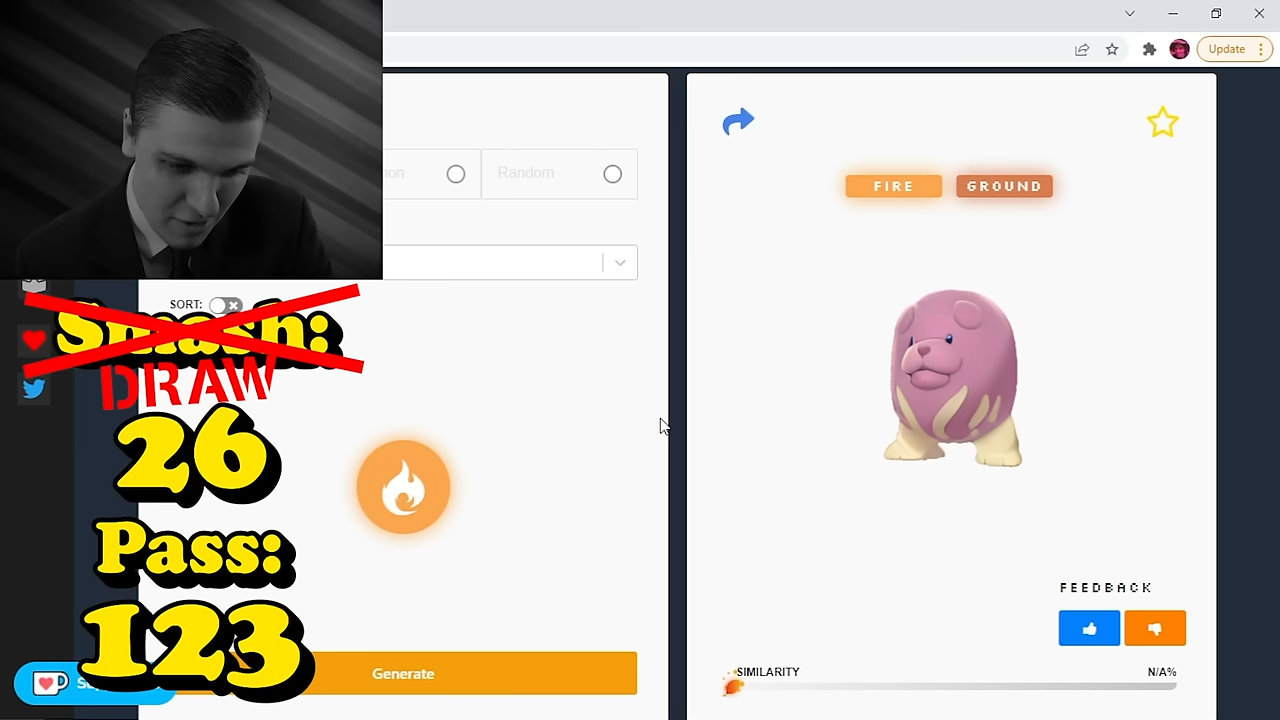 Update
Random
FIRE
GROUND
SORT:
Smash:
DRAW
26
Pass:
123
Generate
FEEDBACK
SIMILARITY
N/A%